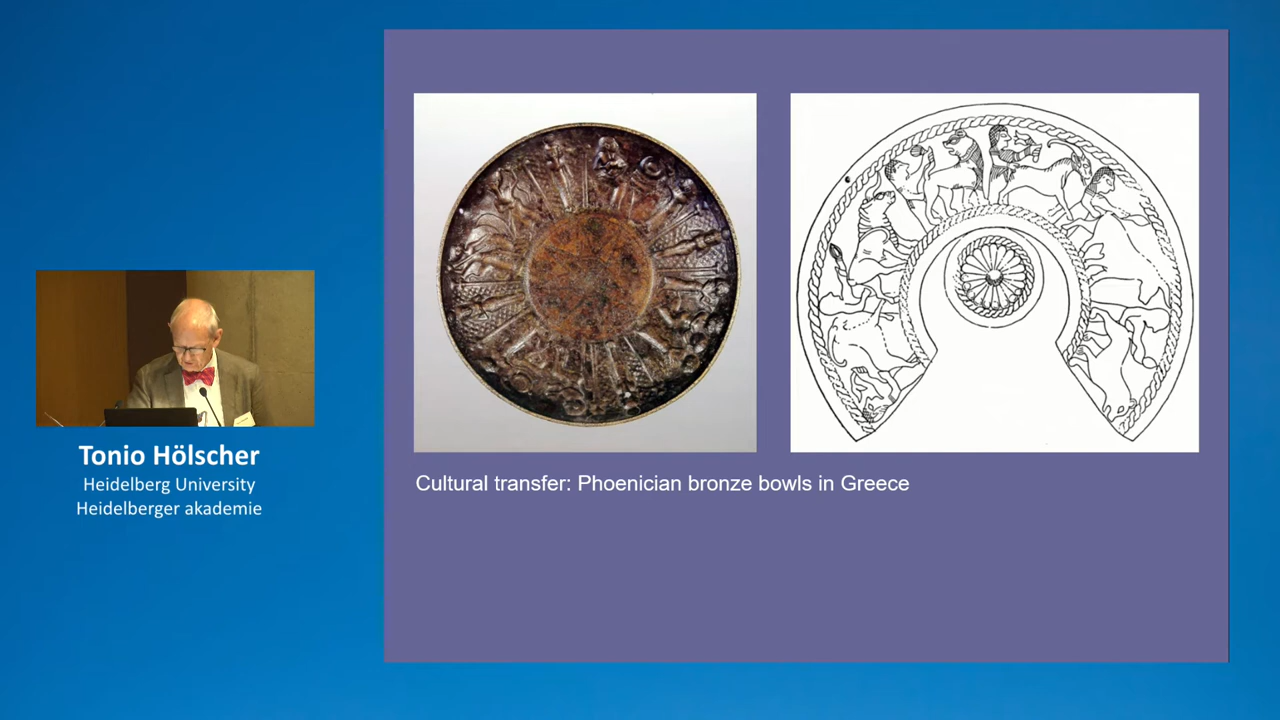 Tonio Hölscher
Heidelberg University
Heidelberger akademie
Cultural transfer: Phoenician bronze bowls in Greece